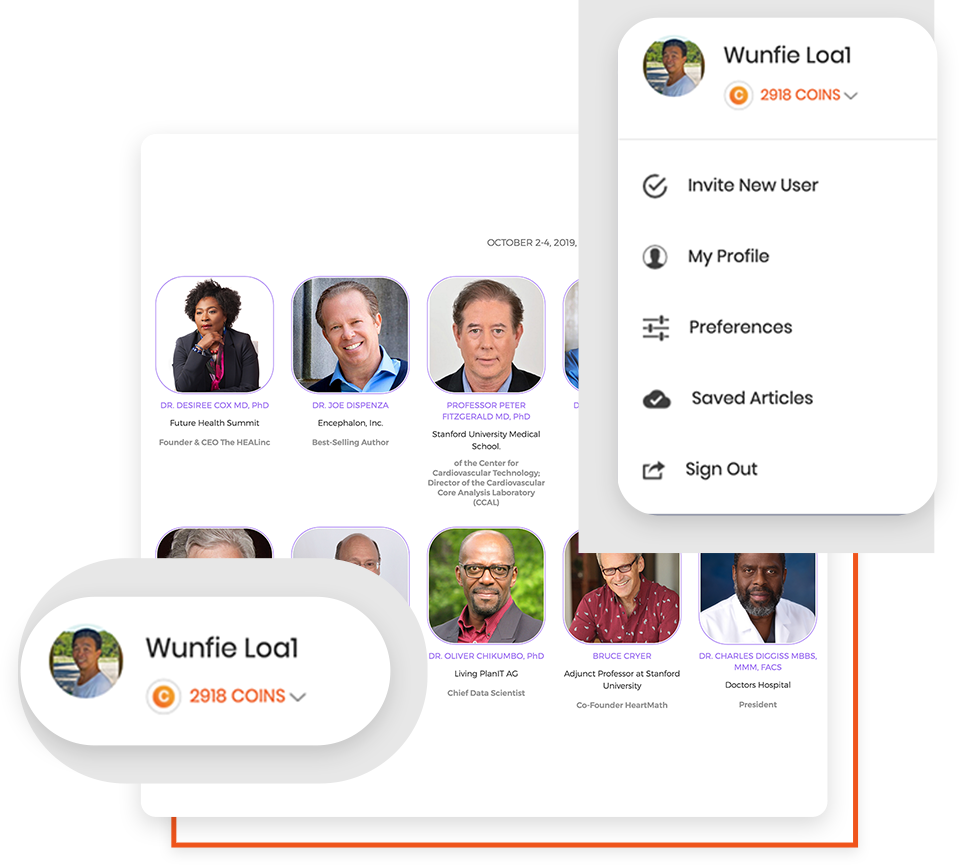 Wunfie Loa1
2918 COINS
Invite New User
My Profile
Preferences
Saved Articles
Sign Out
OCTOBER 2-4, 2019,
DR. DESIREE COX MD, PhD
Future Health Summit
Founder & CEO The HEALinc
DR. JOE DISPENZA
Encephalon, Inc.
Best-Selling Author
PROFESSOR PETER
FITZGERALD MD, PhD
Stanford University Medical
School.
of the Center for
Cardiovascular Technology;
Director of the Cardiovascular
Core Analysis Laboratory
(CCAL)
D
DR. OLIVER CHIKUMBO, PhD
Living PlanIT AG
Chief Data Scientist
BRUCE CRYER
Adjunct Professor at Stanford
University
Co-Founder HeartMath
DR. CHARLES DIGGISS MBBS,
MMM, FACS
Doctors Hospital
President
Wunfie Loa1
2918 COINS